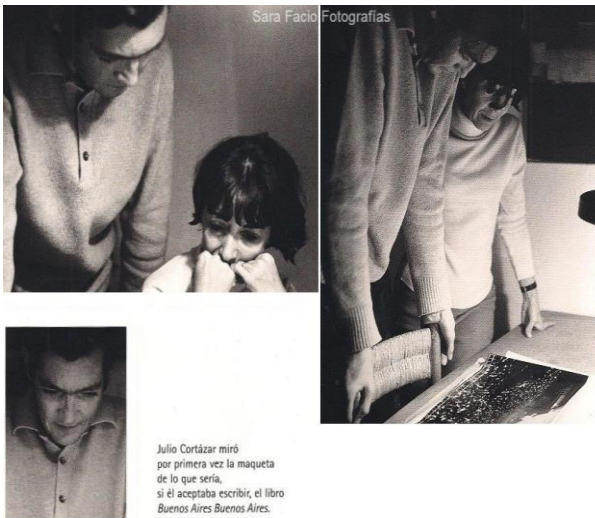 Sara Facio Fotografías
Julio Cortázar miró
por primera vez la maqueta
de lo que sería,
si él aceptaba escribir, el libro
Buenos Aires Buenos Aires.